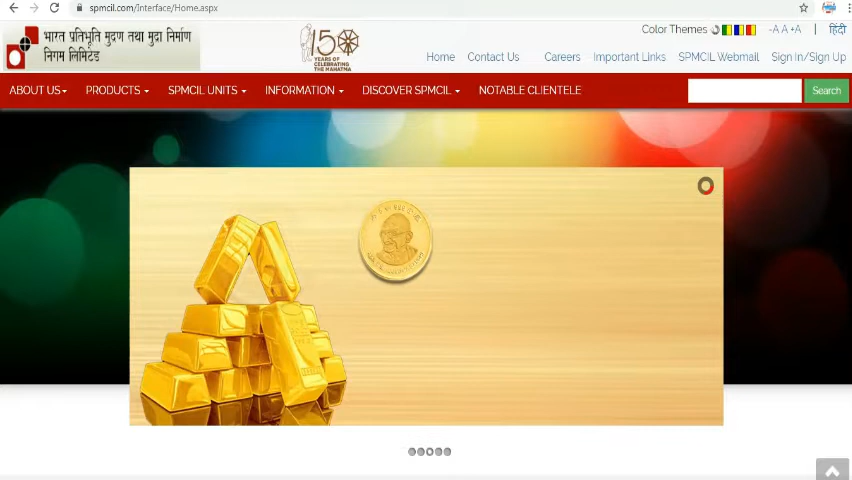 spmcil.com/Interface/Home.aspx
भारत प्रतिभूति मुद्रण तथा मुद्रा निर्माण
निगम लिमिटेड
150
YEARS OF
CELEBRATING
THE MAHATMA
Color Themes
-A A +A | हिंदी
Home Contact Us Careers Important Links SPMCIL Webmail Sign In/Sign Up
ABOUT US PRODUCTS SPMCIL UNITS INFORMATION DISCOVER SPMCIL NOTABLE CLIENTELE
Search